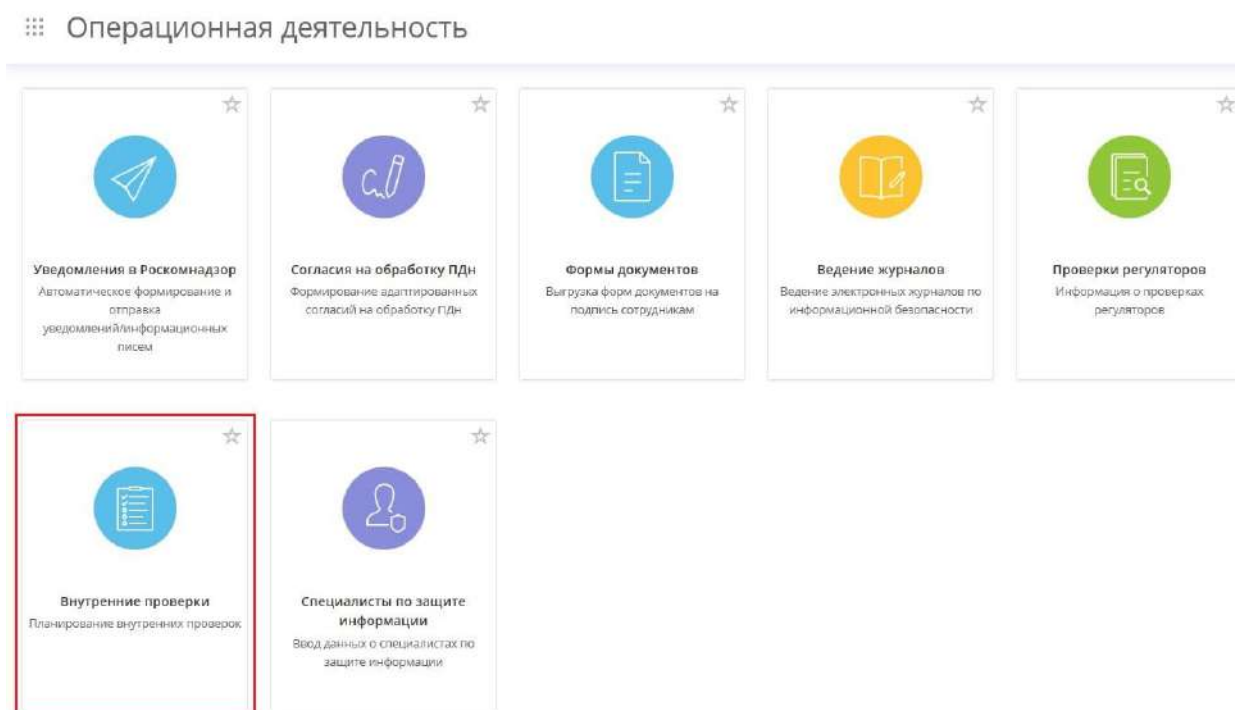 Операционная деятельность
Уведомления в Роскомнадзор
Автоматическое формирование и
отправка
уведомлений/информационных
писем
Согласия на обработку ПДн
Формирование адаптированных
согласий на обработку ПДн
Формы документов
Выгрузка форм документов на
подпись сотрудникам
Ведение журналов
Ведение электронных журналов по
информационной безопасности
Проверки регуляторов
Информация о проверках
регуляторов
Внутренние проверки
Планирование внутренних проверок
Специалисты по защите
информации
Ввод данных о специалистах по
защите информации